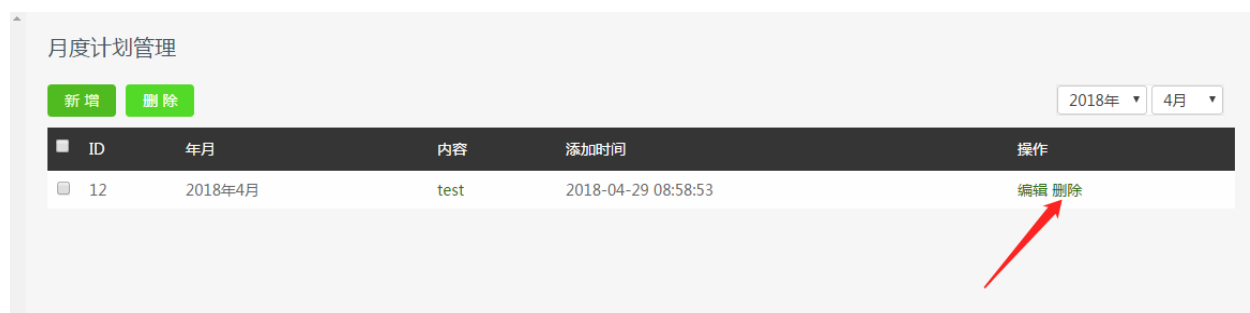 月度计划管理
新 增 删 除 2018年 4月
ID 年月 内容 添加时间 操作
12 2018年4月 test 2018-04-29 08:58:53 编辑 删除